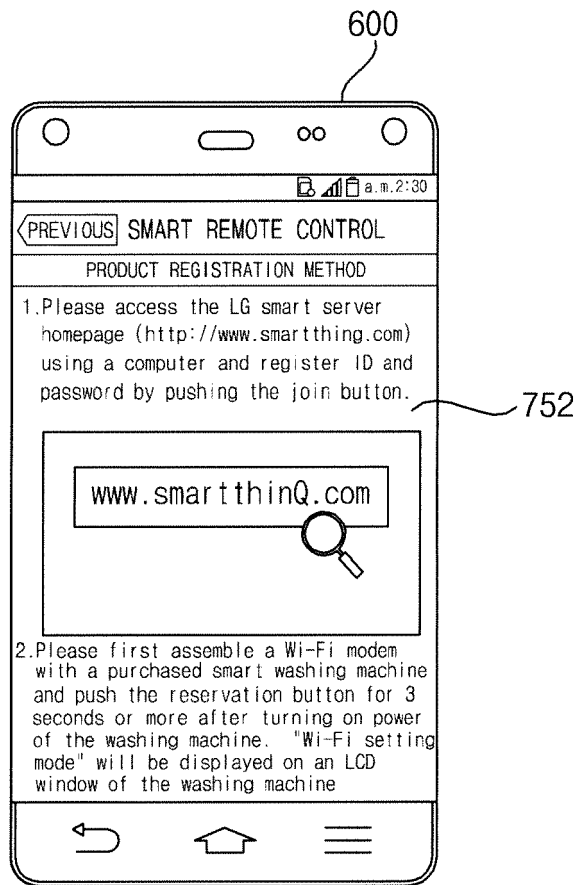 600
a.m.2:30
PREVIOUS SMART REMOTE CONTROL
PRODUCT REGISTRATION METHOD
1.Please access the LG smart server
homepage (http://www.smartthing.com)
using a computer and register ID and
password by pushing the join button.
752
www.smartthinQ.com
2.Please first assemble a Wi-Fi modem
with a purchased smart washing machine
and push the reservation button for 3
seconds or more after turning on power
of the washing machine. "Wi-Fi setting
mode" will be displayed on an LCD
window of the washing machine